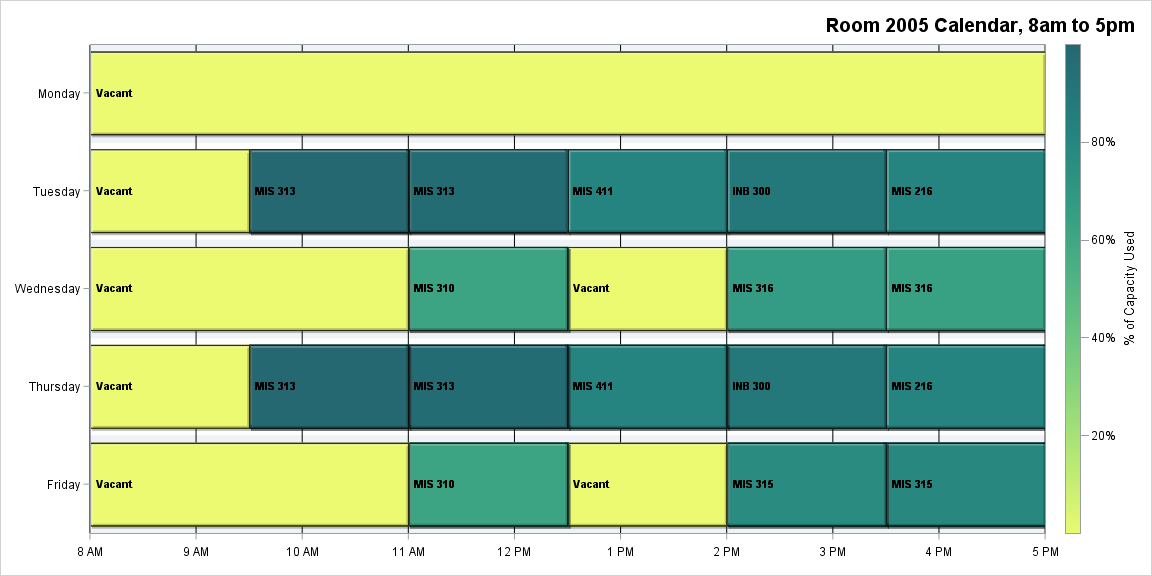 Room 2005 Calendar, 8am to 5pm
Monday
Vacant
Tuesday
Vacant
MIS 313
MIS 313
MIS 411
INB 300
MIS 216
Wednesday
Vacant
MIS 310
Vacant
MIS 316
MIS 316
Thursday
Vacant
MIS 313
MIS 313
MIS 411
INB 300
MIS 216
Friday
Vacant
MIS 310
Vacant
MIS 315
MIS 315
8 AM
9 AM
10 AM
11 AM
12 PM
1 PM
2 PM
3 PM
4 PM
5 PM
80%
60%
40%
20%
% of Capacity Used